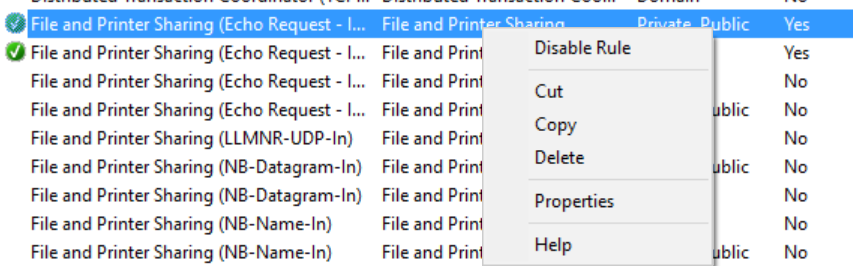 File and Printer Sharing (Echo Request - I... File and Printer Sharing Private, Public Yes
File and Printer Sharing (Echo Request - I... File and Print Yes
File and Printer Sharing (Echo Request - I... File and Print No
File and Printer Sharing (Echo Request - I... File and Print ublic No
File and Printer Sharing (LLMNR-UDP-In) File and Print No
File and Printer Sharing (NB-Datagram-In) File and Print ublic No
File and Printer Sharing (NB-Datagram-In) File and Print No
File and Printer Sharing (NB-Name-In) File and Print No
File and Printer Sharing (NB-Name-In) File and Print ublic No
Disable Rule
Cut
Copy
Delete
Properties
Help